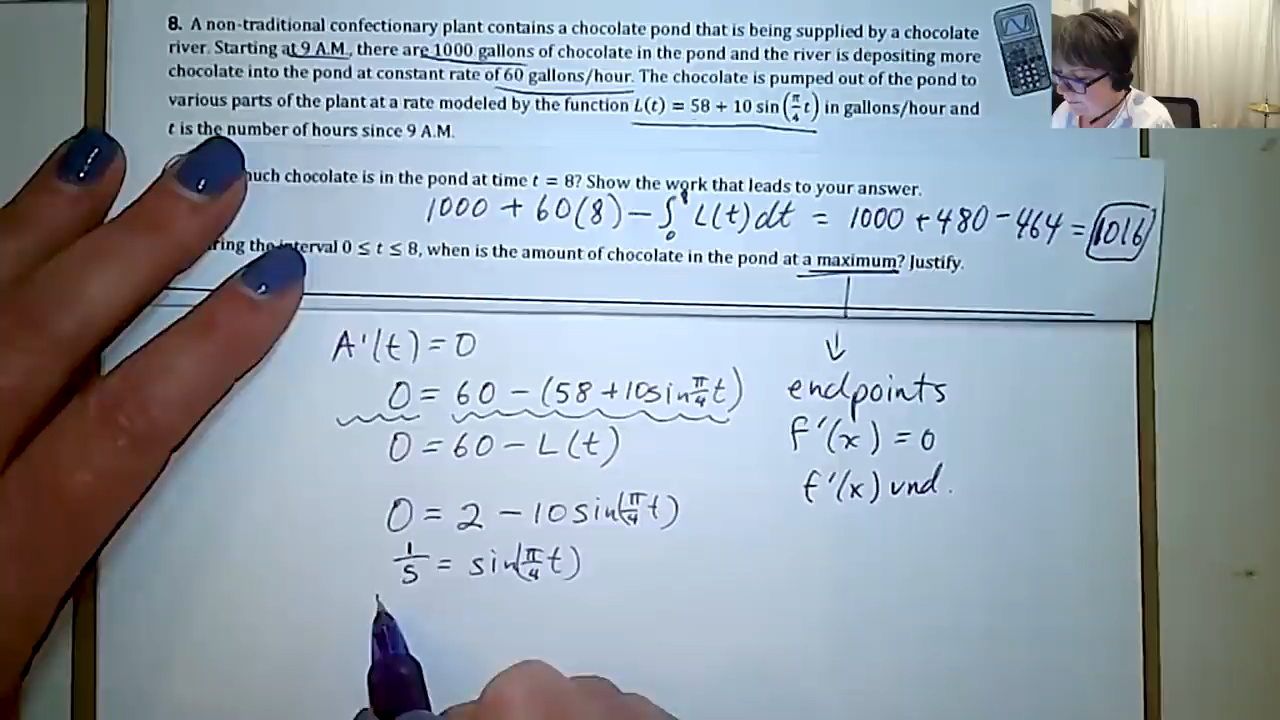 8. A non-traditional confectionary plant contains a chocolate pond that is being supplied by a chocolate
river. Starting at 9 A.M., there are 1000 gallons of chocolate in the pond and the river is depositing more
chocolate into the pond at constant rate of 60 gallons/hour. The chocolate is pumped out of the pond to
various parts of the plant at a rate modeled by the function L(t) = 58 + 10 sin(π/4 t) in gallons/hour and
t is the number of hours since 9 A.M.
much chocolate is in the pond at time t = 8? Show the work that leads to your answer.
1000 + 60(8) − ∫₀⁸ L(t)dt = 1000 + 480 − 464 = 1016
interval 0 ≤ t ≤ 8, when is the amount of chocolate in the pond at a maximum? Justify.
A'(t) = 0
0 = 60 − (58 + 10sin π/4 t)
0 = 60 − L(t)
0 = 2 − 10sin(π/4 t)
1/5 = sin(π/4 t)
↓
endpoints
f'(x) = 0
f'(x) und.